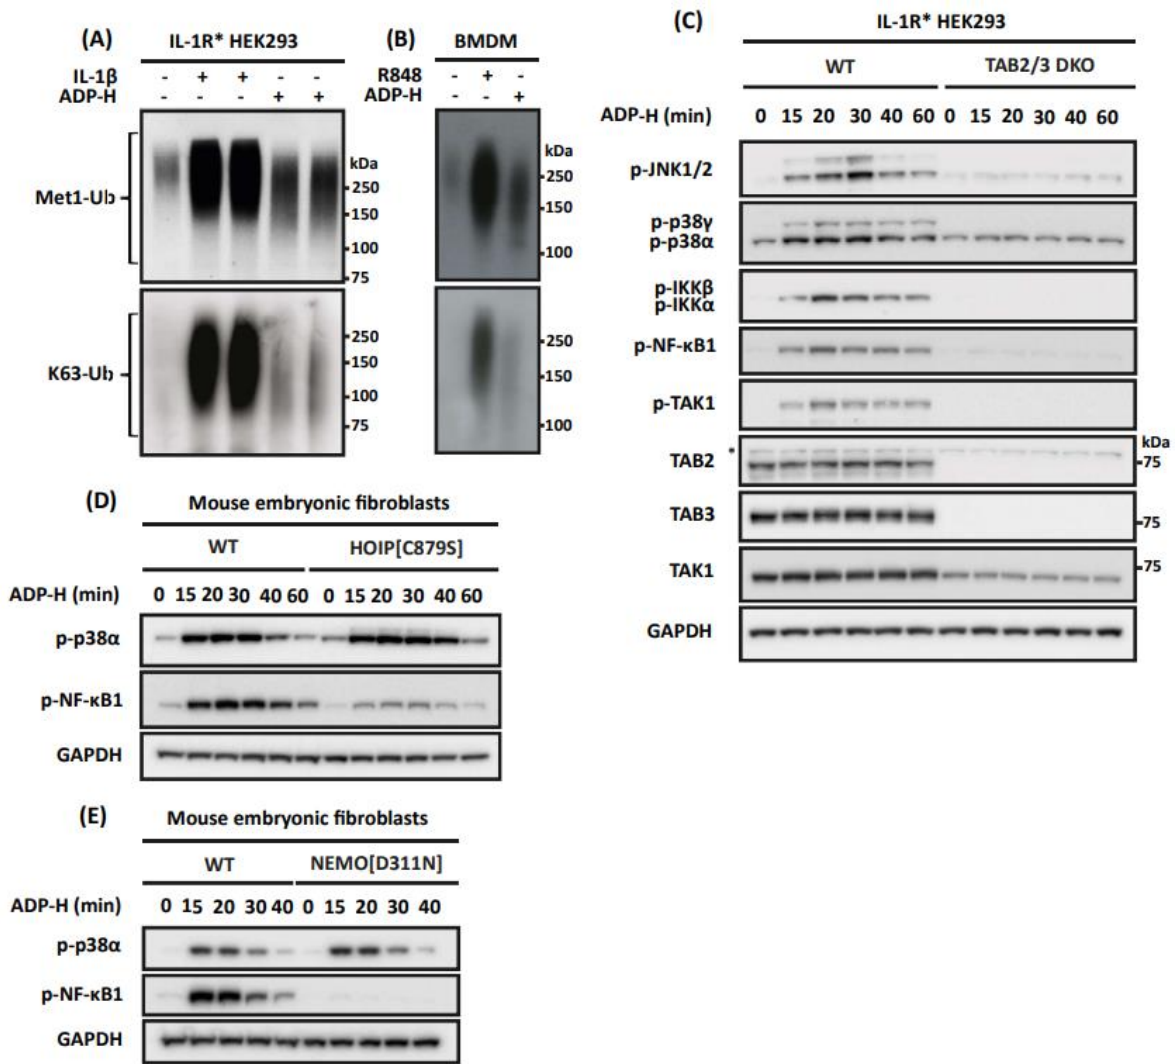 (A) IL-1R* HEK293
IL-1β - + + - -
ADP-H - - - + +
Met1-Ub
kDa
250
150
100
75
K63-Ub
250
150
100
75
(B) BMDM
R848 - + -
ADP-H - - +
kDa
250
150
100
250
150
100
(C) IL-1R* HEK293
WT TAB2/3 DKO
ADP-H (min) 0 15 20 30 40 60 0 15 20 30 40 60
p-JNK1/2
p-p38γ
p-p38α
p-IKKβ
p-IKKα
p-NF-κB1
p-TAK1
kDa
TAB2 * 75
TAB3 75
TAK1 75
GAPDH
(D) Mouse embryonic fibroblasts
WT HOIP[C879S]
ADP-H (min) 0 15 20 30 40 60 0 15 20 30 40 60
p-p38α
p-NF-κB1
GAPDH
(E) Mouse embryonic fibroblasts
WT NEMO[D311N]
ADP-H (min) 0 15 20 30 40 0 15 20 30 40
p-p38α
p-NF-κB1
GAPDH